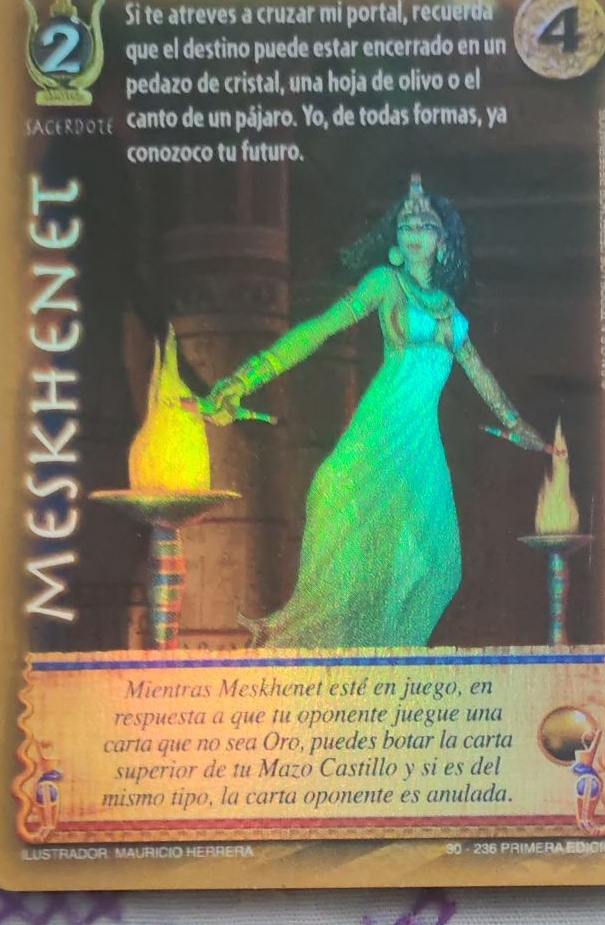 2
Si te atreves a cruzar mi portal, recuerda
que el destino puede estar encerrado en un
pedazo de cristal, una hoja de olivo o el
canto de un pájaro. Yo, de todas formas, ya
conozoco tu futuro.
4
SACERDOTE
MESKHENET
Mientras Meskhenet esté en juego, en
respuesta a que tu oponente juegue una
carta que no sea Oro, puedes botar la carta
superior de tu Mazo Castillo y si es del
mismo tipo, la carta oponente es anulada.
ILUSTRADOR: MAURICIO HERRERA
90 - 236 PRIMERA EDICI